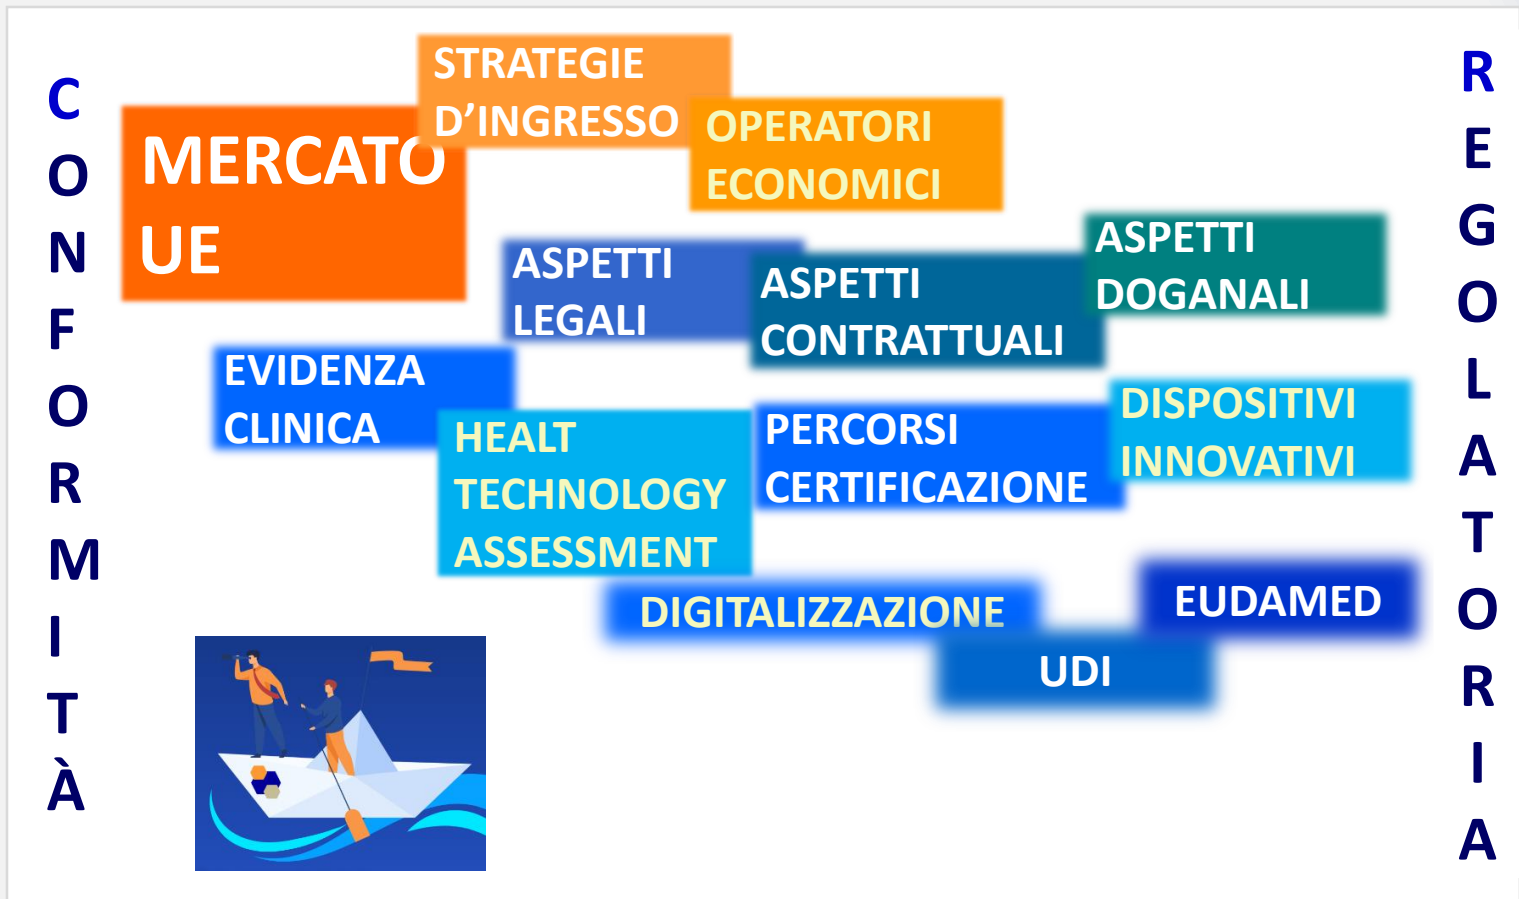 CONFORMITÀ
STRATEGIE
D'INGRESSO
MERCATO
UE
OPERATORI
ECONOMICI
ASPETTI
LEGALI
ASPETTI
CONTRATTUALI
ASPETTI
DOGANALI
EVIDENZA
CLINICA
HEALT
TECHNOLOGY
ASSESSMENT
PERCORSI
CERTIFICAZIONE
DISPOSITIVI
INNOVATIVI
DIGITALIZZAZIONE
UDI
EUDAMED
REGOLATORIA